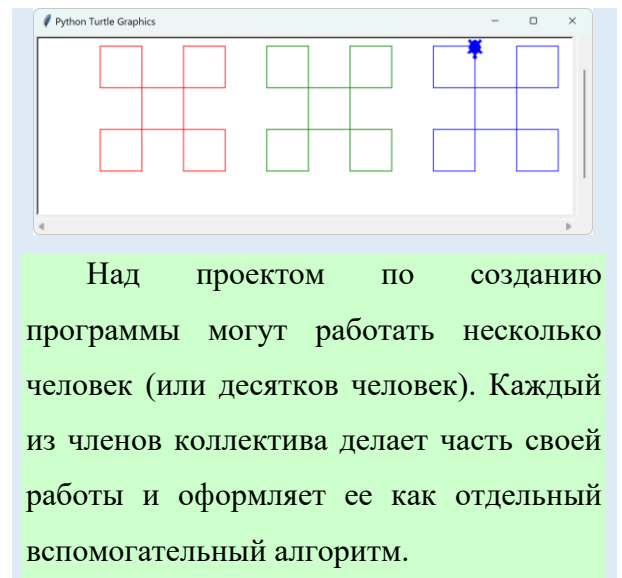 Python Turtle Graphics
Над проектом по созданию
программы могут работать несколько
человек (или десятков человек). Каждый
из членов коллектива делает часть своей
работы и оформляет ее как отдельный
вспомогательный алгоритм.